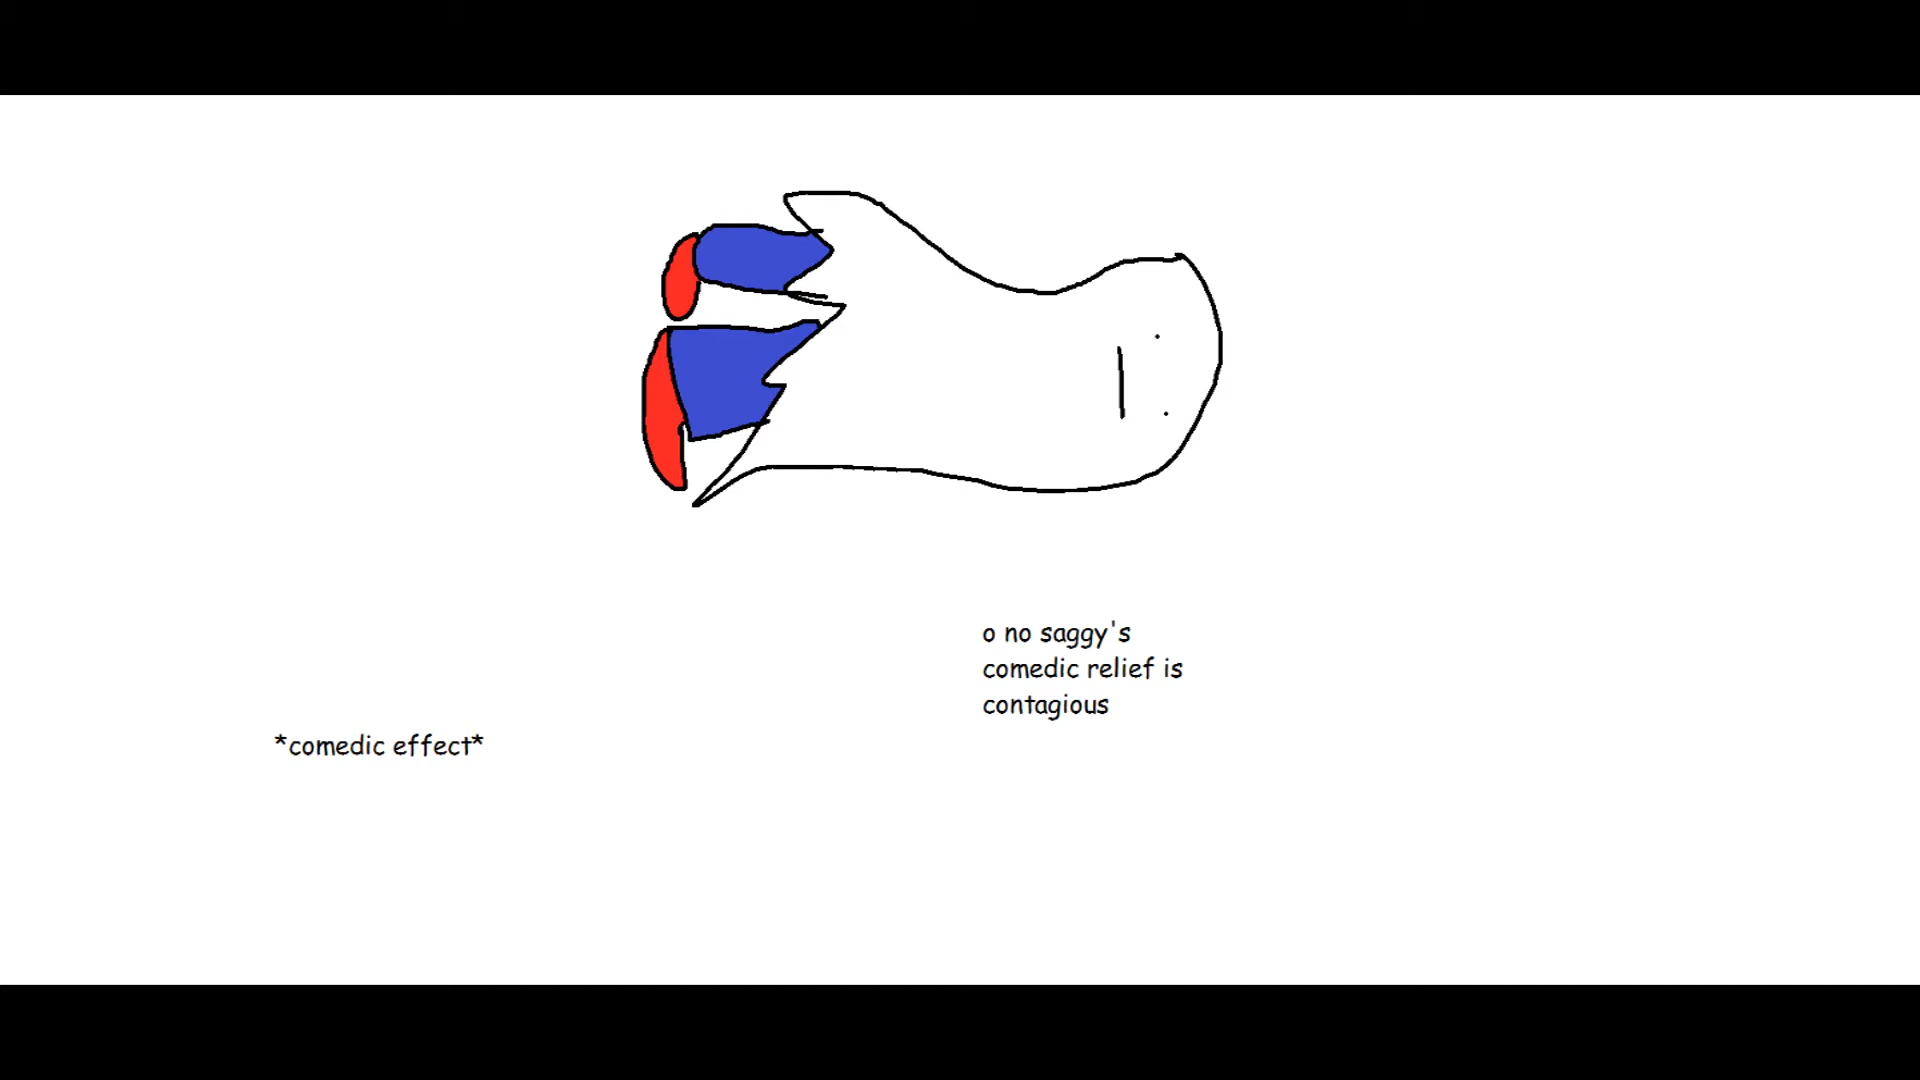 o no saggy's
comedic relief is
contagious
*comedic effect*